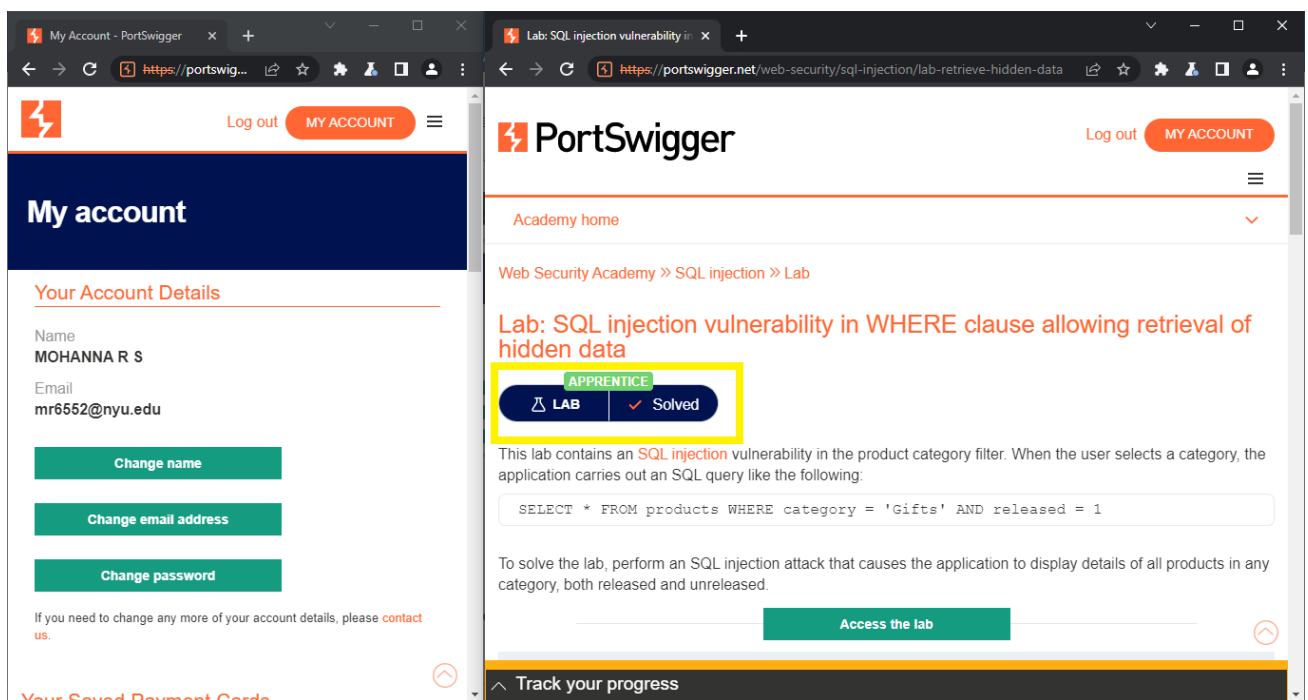 My Account - PortSwigger
https://portswig...
Log out
MY ACCOUNT
My account
Your Account Details
Name
MOHANNA R S
Email
mr6552@nyu.edu
Change name
Change email address
Change password
If you need to change any more of your account details, please contact
us.
Your Saved Payment Cards
Lab: SQL injection vulnerability in
https://portswigger.net/web-security/sql-injection/lab-retrieve-hidden-data
PortSwigger
Log out
MY ACCOUNT
Academy home
Web Security Academy » SQL injection » Lab
Lab: SQL injection vulnerability in WHERE clause allowing retrieval of
hidden data
APPRENTICE
LAB
Solved
This lab contains an SQL injection vulnerability in the product category filter. When the user selects a category, the
application carries out an SQL query like the following:
SELECT * FROM products WHERE category = 'Gifts' AND released = 1
To solve the lab, perform an SQL injection attack that causes the application to display details of all products in any
category, both released and unreleased.
Access the lab
Track your progress